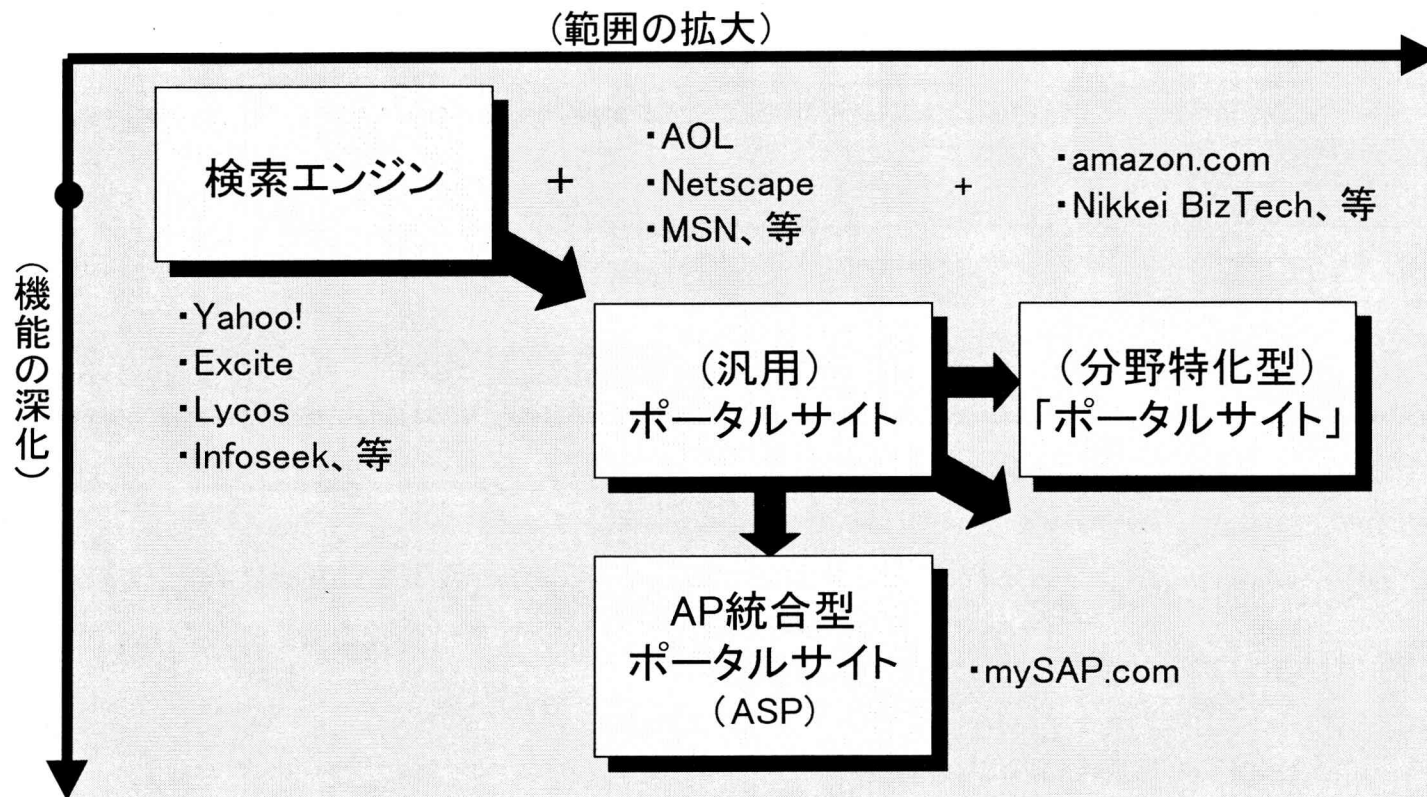 (範囲の拡大)
検索エンジン
+
・AOL
・Netscape
・MSN、等
+
・amazon.com
・Nikkei BizTech、等
(機能の深化)
・Yahoo!
・Excite
・Lycos
・Infoseek、等
(汎用)
ポータルサイト
(分野特化型)
「ポータルサイト」
AP統合型
ポータルサイト
(ASP)
・mySAP.com